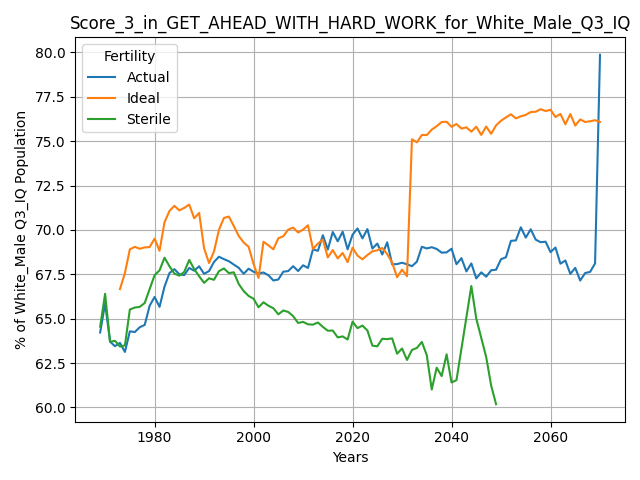 Score_3_in_GET_AHEAD_WITH_HARD_WORK_for_White_Male_Q3_IQ
Fertility
Actual
Ideal
Sterile
% of White_Male Q3_IQ Population
80.0
77.5
75.0
72.5
70.0
67.5
65.0
62.5
60.0
1980
2000
2020
2040
2060
Years